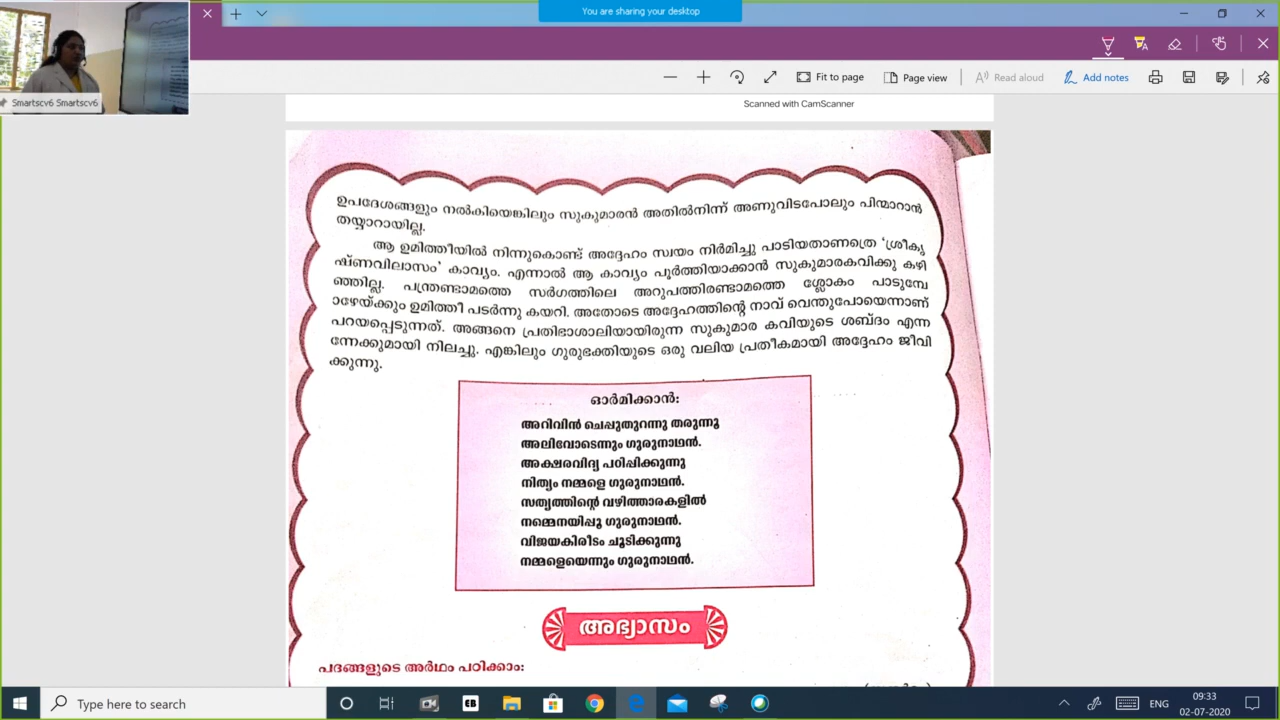 You are sharing your desktop
Smartscv6 Smartscv6
Fit to page
Page view
Read aloud
Add notes
Scanned with CamScanner
ഉപദേശങ്ങളും നൽകിയെങ്കിലും സുകുമാരൻ അതിൽനിന്ന് അണുവിടപോലും പിന്മാറാൻ
തയ്യാറായില്ല.
ആ ഉമിത്തീയിൽ നിന്നുകൊണ്ട് അദ്ദേഹം സ്വയം നിർമിച്ചു പാടിയതാണത്രെ 'ശ്രീകൃ
ഷ്ണവിലാസം' കാവ്യം. എന്നാൽ ആ കാവ്യം പൂർത്തിയാക്കാൻ സുകുമാരകവിക്കു കഴി
ഞ്ഞില്ല. പന്ത്രണ്ടാമത്തെ സർഗത്തിലെ അറുപത്തിരണ്ടാമത്തെ ശ്ലോകം പാടുമ്പേ
ാഴേയ്ക്കും ഉമിത്തീ പടർന്നു കയറി. അതോടെ അദ്ദേഹത്തിന്റെ നാവ് വെന്തുപോയെന്നാണ്
പറയപ്പെടുന്നത്. അങ്ങനെ പ്രതിഭാശാലിയായിരുന്ന സുകുമാര കവിയുടെ ശബ്ദം എന്ന
ന്നേക്കുമായി നിലച്ചു. എങ്കിലും ഗുരുഭക്തിയുടെ ഒരു വലിയ പ്രതീകമായി അദ്ദേഹം ജീവി
ക്കുന്നു.
ഓർമിക്കാൻ:
അറിവിൻ ചെപ്പുതുറന്നു തരുന്നൂ
അലിവോടെന്നും ഗുരുനാഥൻ.
അക്ഷരവിദ്യ പഠിപ്പിക്കുന്നു
നിത്യം നമ്മളെ ഗുരുനാഥൻ.
സത്യത്തിന്റെ വഴിത്താരകളിൽ
നമ്മെനയിപ്പൂ ഗുരുനാഥൻ.
വിജയകിരീടം ചൂടിക്കുന്നു
നമ്മളെയെന്നും ഗുരുനാഥൻ.
അഭ്യാസം
പദങ്ങളുടെ അർഥം പഠിക്കാം:
Type here to search
ENG
09:33
02-07-2020